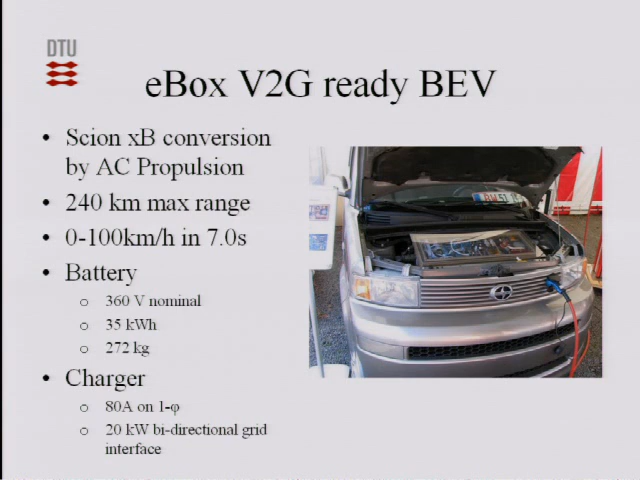 DTU
eBox V2G ready BEV
• Scion xB conversion
by AC Propulsion
• 240 km max range
• 0-100km/h in 7.0s
• Battery
o 360 V nominal
o 35 kWh
o 272 kg
• Charger
o 80A on 1-φ
o 20 kW bi-directional grid
interface